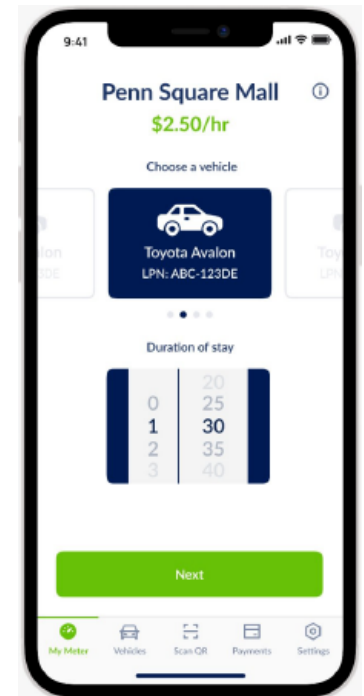 9:41
Penn Square Mall
$2.50/hr
Choose a vehicle
Toyota Avalon
LPN: ABC-123DE
Duration of stay
20
0 25
1 30
2 35
3 40
Next
My Meter Vehicles Scan QR Payments Settings